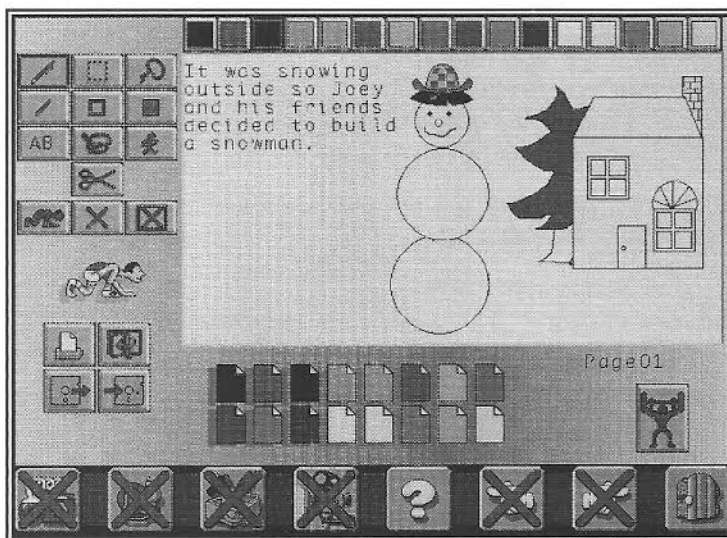 It was snowing
outside so Joey
and his friends
decided to build
a snowman.
AB
Page01